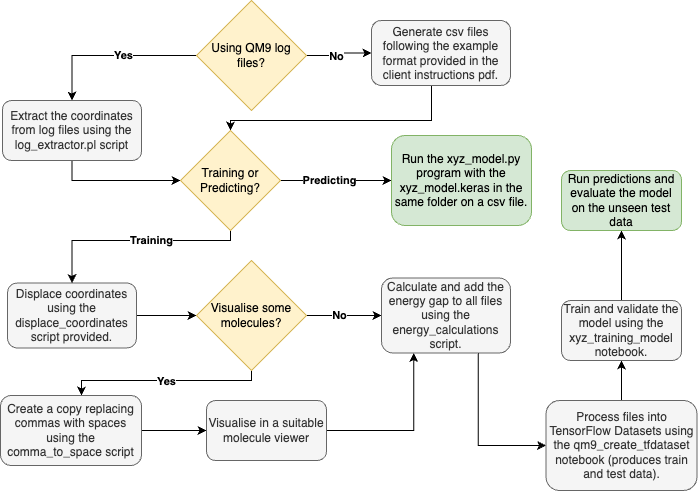 Using QM9 log
files?
Yes
No
Generate csv files
following the example
format provided in the
client instructions pdf.
Extract the coordinates
from log files using the
log_extractor.pl script
Training or
Predicting?
Predicting
Run the xyz_model.py
program with the
xyz_model.keras in the
same folder on a csv file.
Run predictions and
evaluate the model
on the unseen test
data
Training
Displace coordinates
using the
displace_coordinates
script provided.
Visualise some
molecules?
No
Calculate and add the
energy gap to all files
using the
energy_calculations
script.
Train and validate the
model using the
xyz_training_model
notebook.
Yes
Create a copy replacing
commas with spaces
using the
comma_to_space script
Visualise in a suitable
molecule viewer
Process files into
TensorFlow Datasets using
the qm9_create_tfdataset
notebook (produces train
and test data).